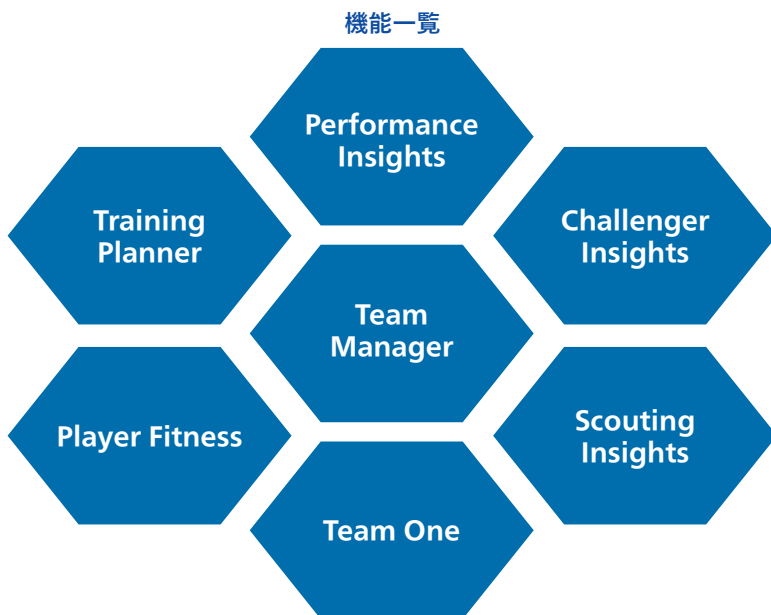 機能一覧
Performance
Insights
Training
Planner
Challenger
Insights
Team
Manager
Player Fitness
Scouting
Insights
Team One